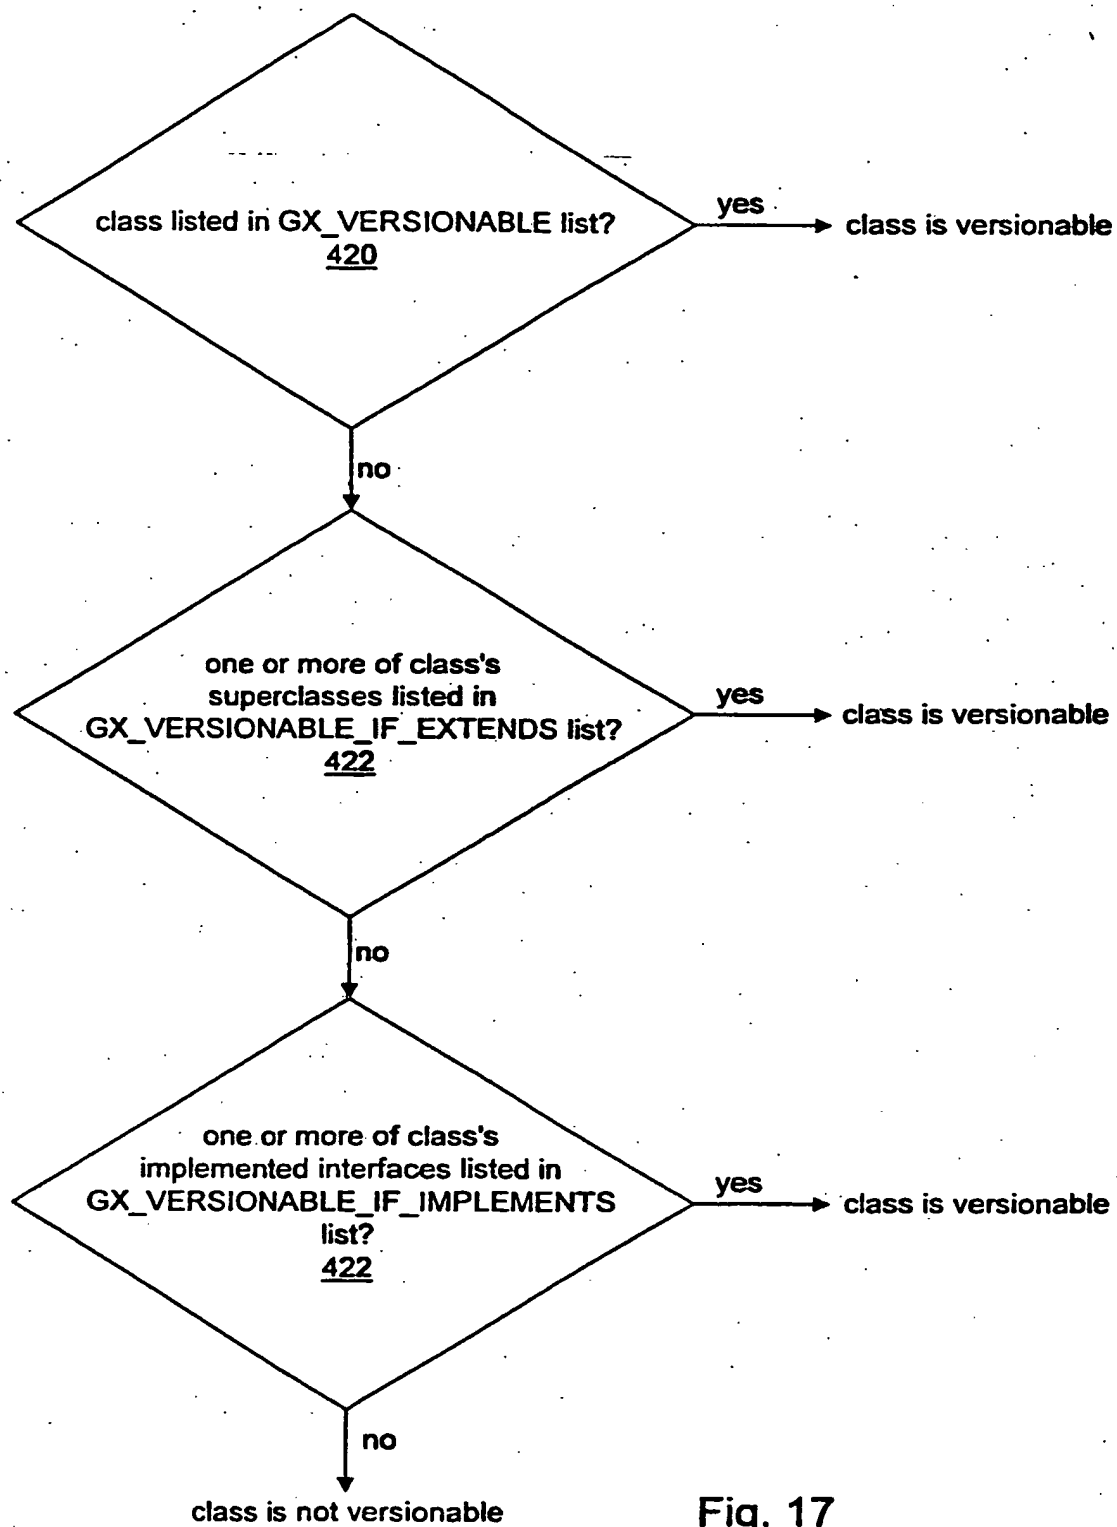 class listed in GX_VERSIONABLE list?
420
yes
class is versionable
no
one or more of class's
superclasses listed in
GX_VERSIONABLE_IF_EXTENDS list?
422
yes
class is versionable
no
one or more of class's
implemented interfaces listed in
GX_VERSIONABLE_IF_IMPLEMENTS
list?
422
yes
class is versionable
no
class is not versionable
Fig. 17